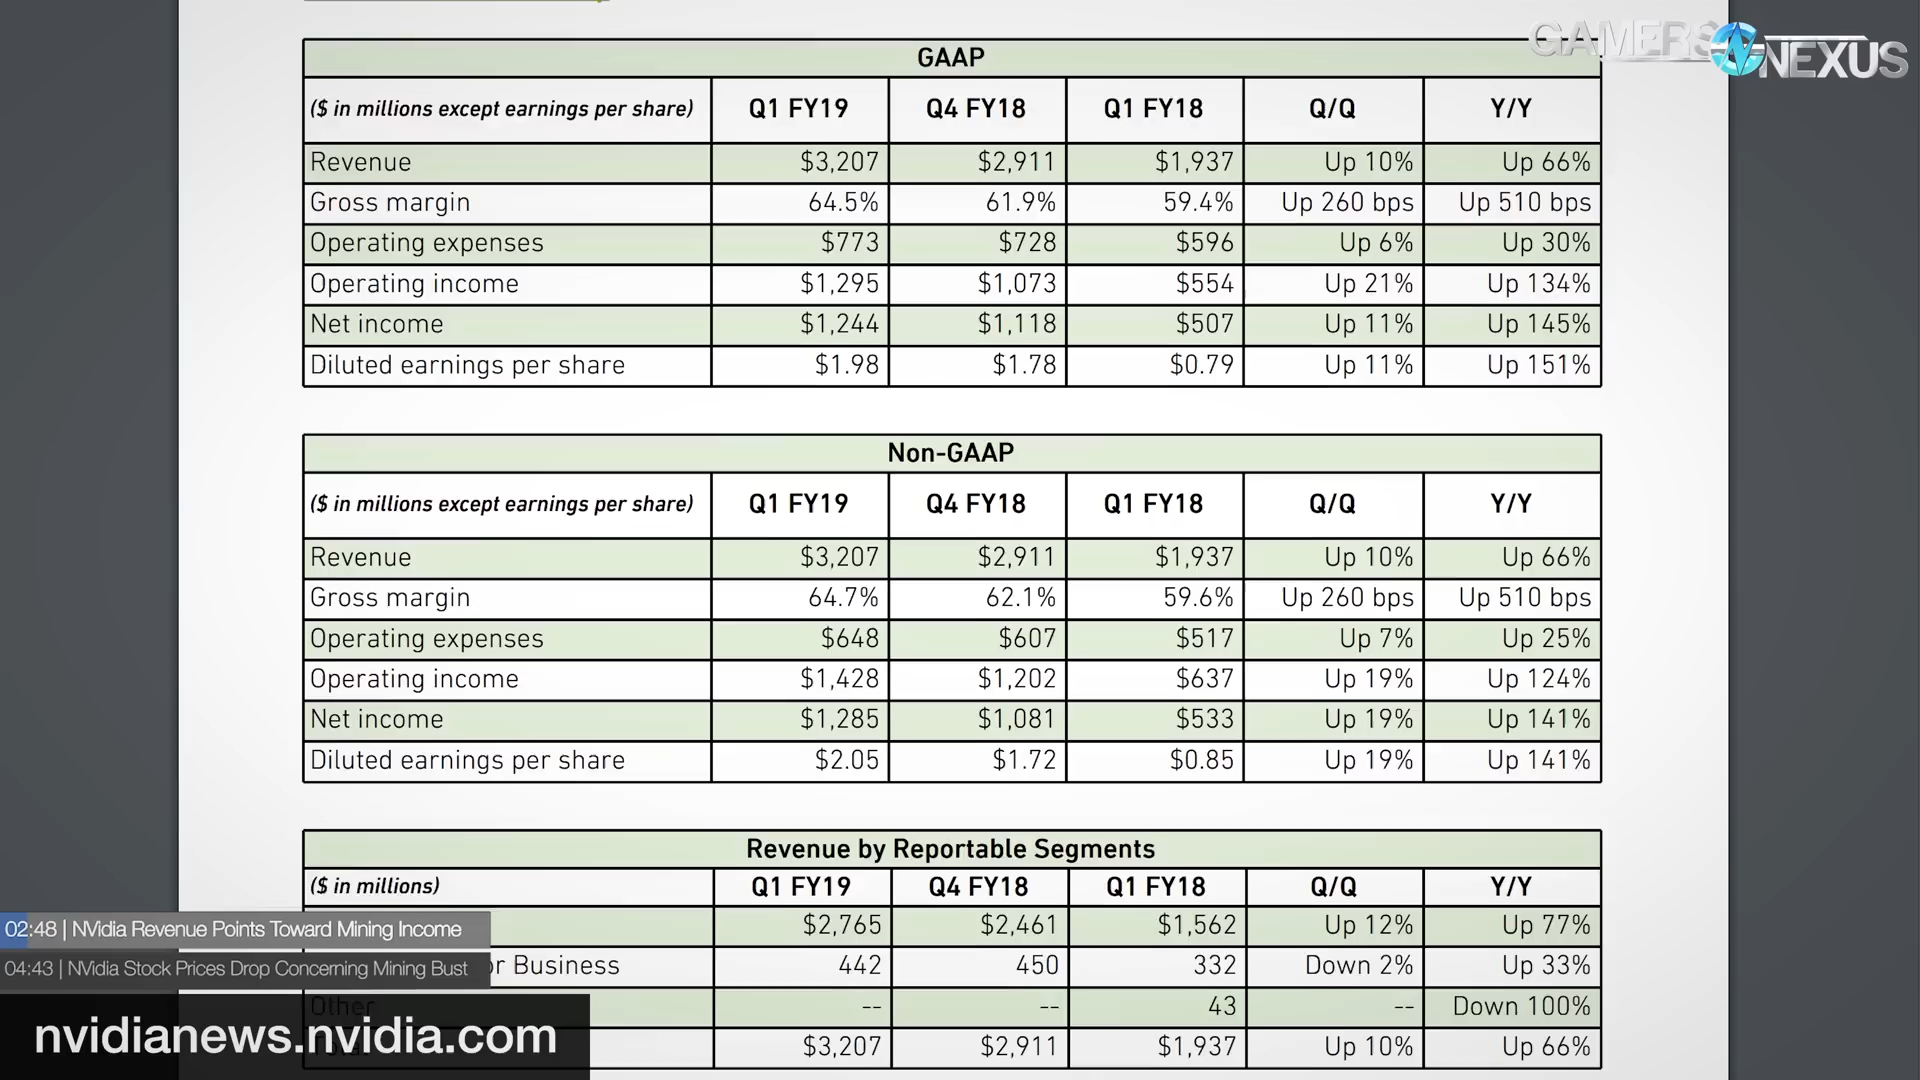 GAMERS NEXUS
GAAP
($ in millions except earnings per share) Q1 FY19 Q4 FY18 Q1 FY18 Q/Q Y/Y
Revenue $3,207 $2,911 $1,937 Up 10% Up 66%
Gross margin 64.5% 61.9% 59.4% Up 260 bps Up 510 bps
Operating expenses $773 $728 $596 Up 6% Up 30%
Operating income $1,295 $1,073 $554 Up 21% Up 134%
Net income $1,244 $1,118 $507 Up 11% Up 145%
Diluted earnings per share $1.98 $1.78 $0.79 Up 11% Up 151%
Non-GAAP
($ in millions except earnings per share) Q1 FY19 Q4 FY18 Q1 FY18 Q/Q Y/Y
Revenue $3,207 $2,911 $1,937 Up 10% Up 66%
Gross margin 64.7% 62.1% 59.6% Up 260 bps Up 510 bps
Operating expenses $648 $607 $517 Up 7% Up 25%
Operating income $1,428 $1,202 $637 Up 19% Up 124%
Net income $1,285 $1,081 $533 Up 19% Up 141%
Diluted earnings per share $2.05 $1.72 $0.85 Up 19% Up 141%
Revenue by Reportable Segments
($ in millions) Q1 FY19 Q4 FY18 Q1 FY18 Q/Q Y/Y
$2,765 $2,461 $1,562 Up 12% Up 77%
02:48 | NVidia Revenue Points Toward Mining Income
r Business 442 450 332 Down 2% Up 33%
04:43 | NVidia Stock Prices Drop Concerning Mining Bust
Other -- -- 43 -- Down 100%
$3,207 $2,911 $1,937 Up 10% Up 66%
nvidianews.nvidia.com